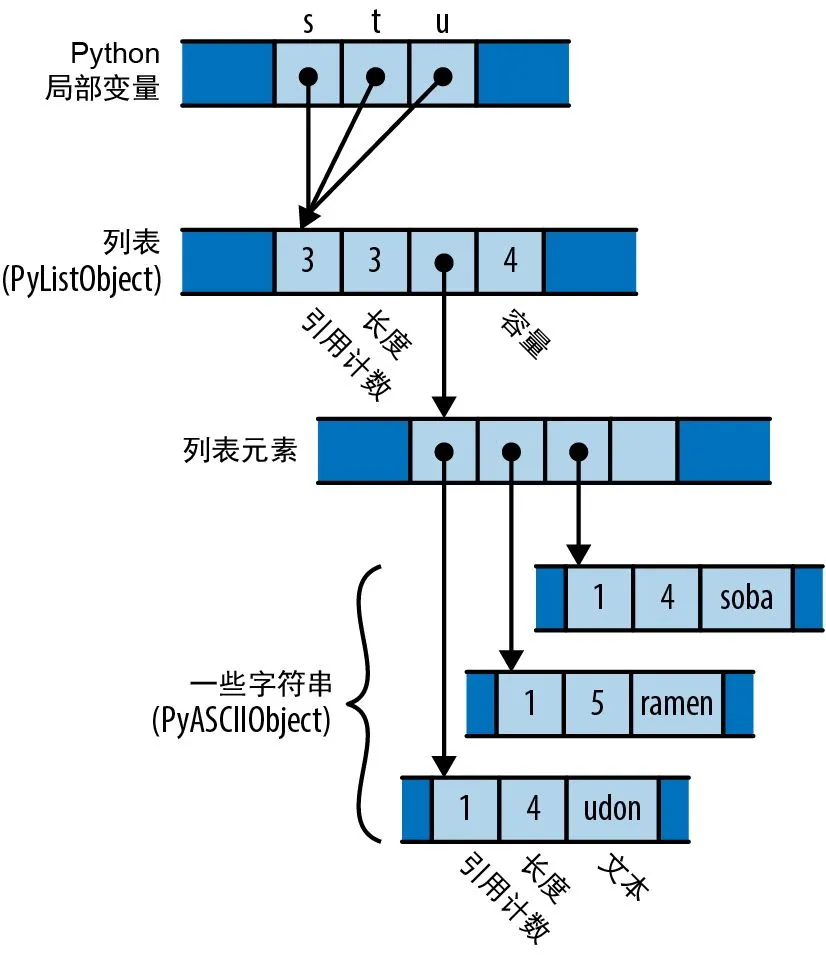 s t u
Python
局部变量
列表
(PyListObject)
3 3 4
引用计数 长度 容量
列表元素
1 4 soba
一些字符串
(PyASCIIObject)
1 5 ramen
1 4 udon
引用计数 长度 文本